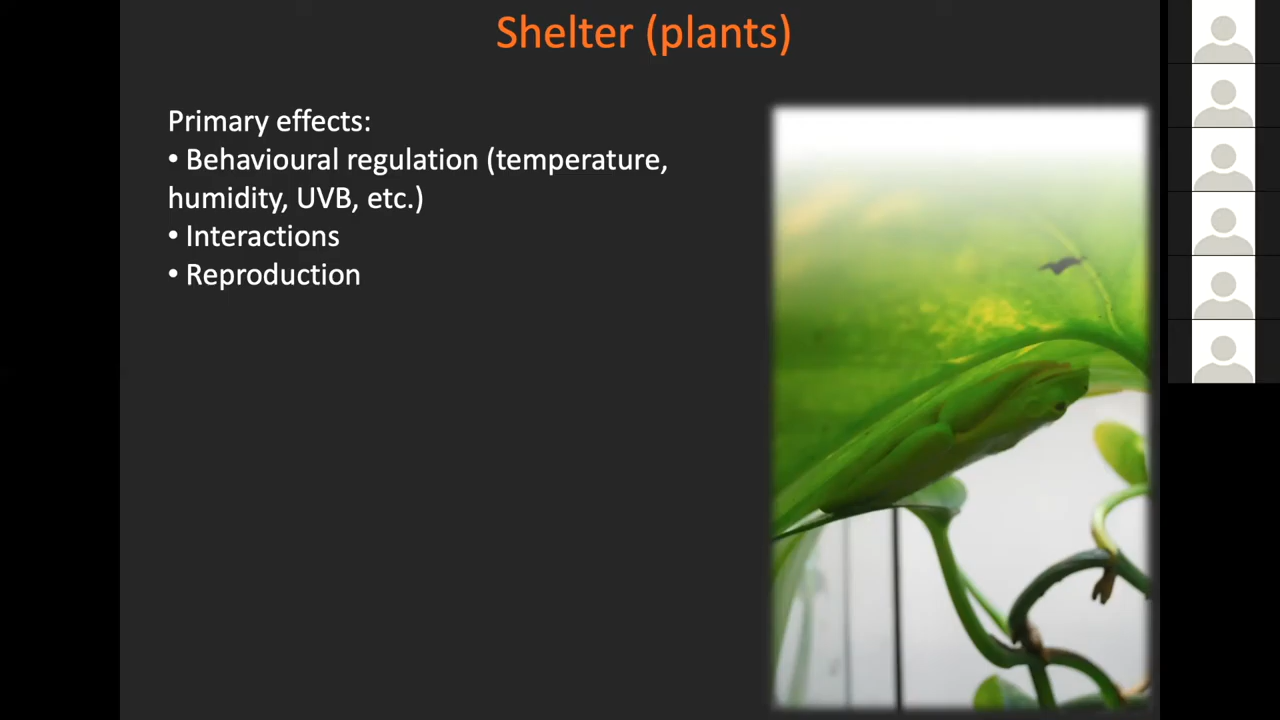 Shelter (plants)
Primary effects:
• Behavioural regulation (temperature,
humidity, UVB, etc.)
• Interactions
• Reproduction